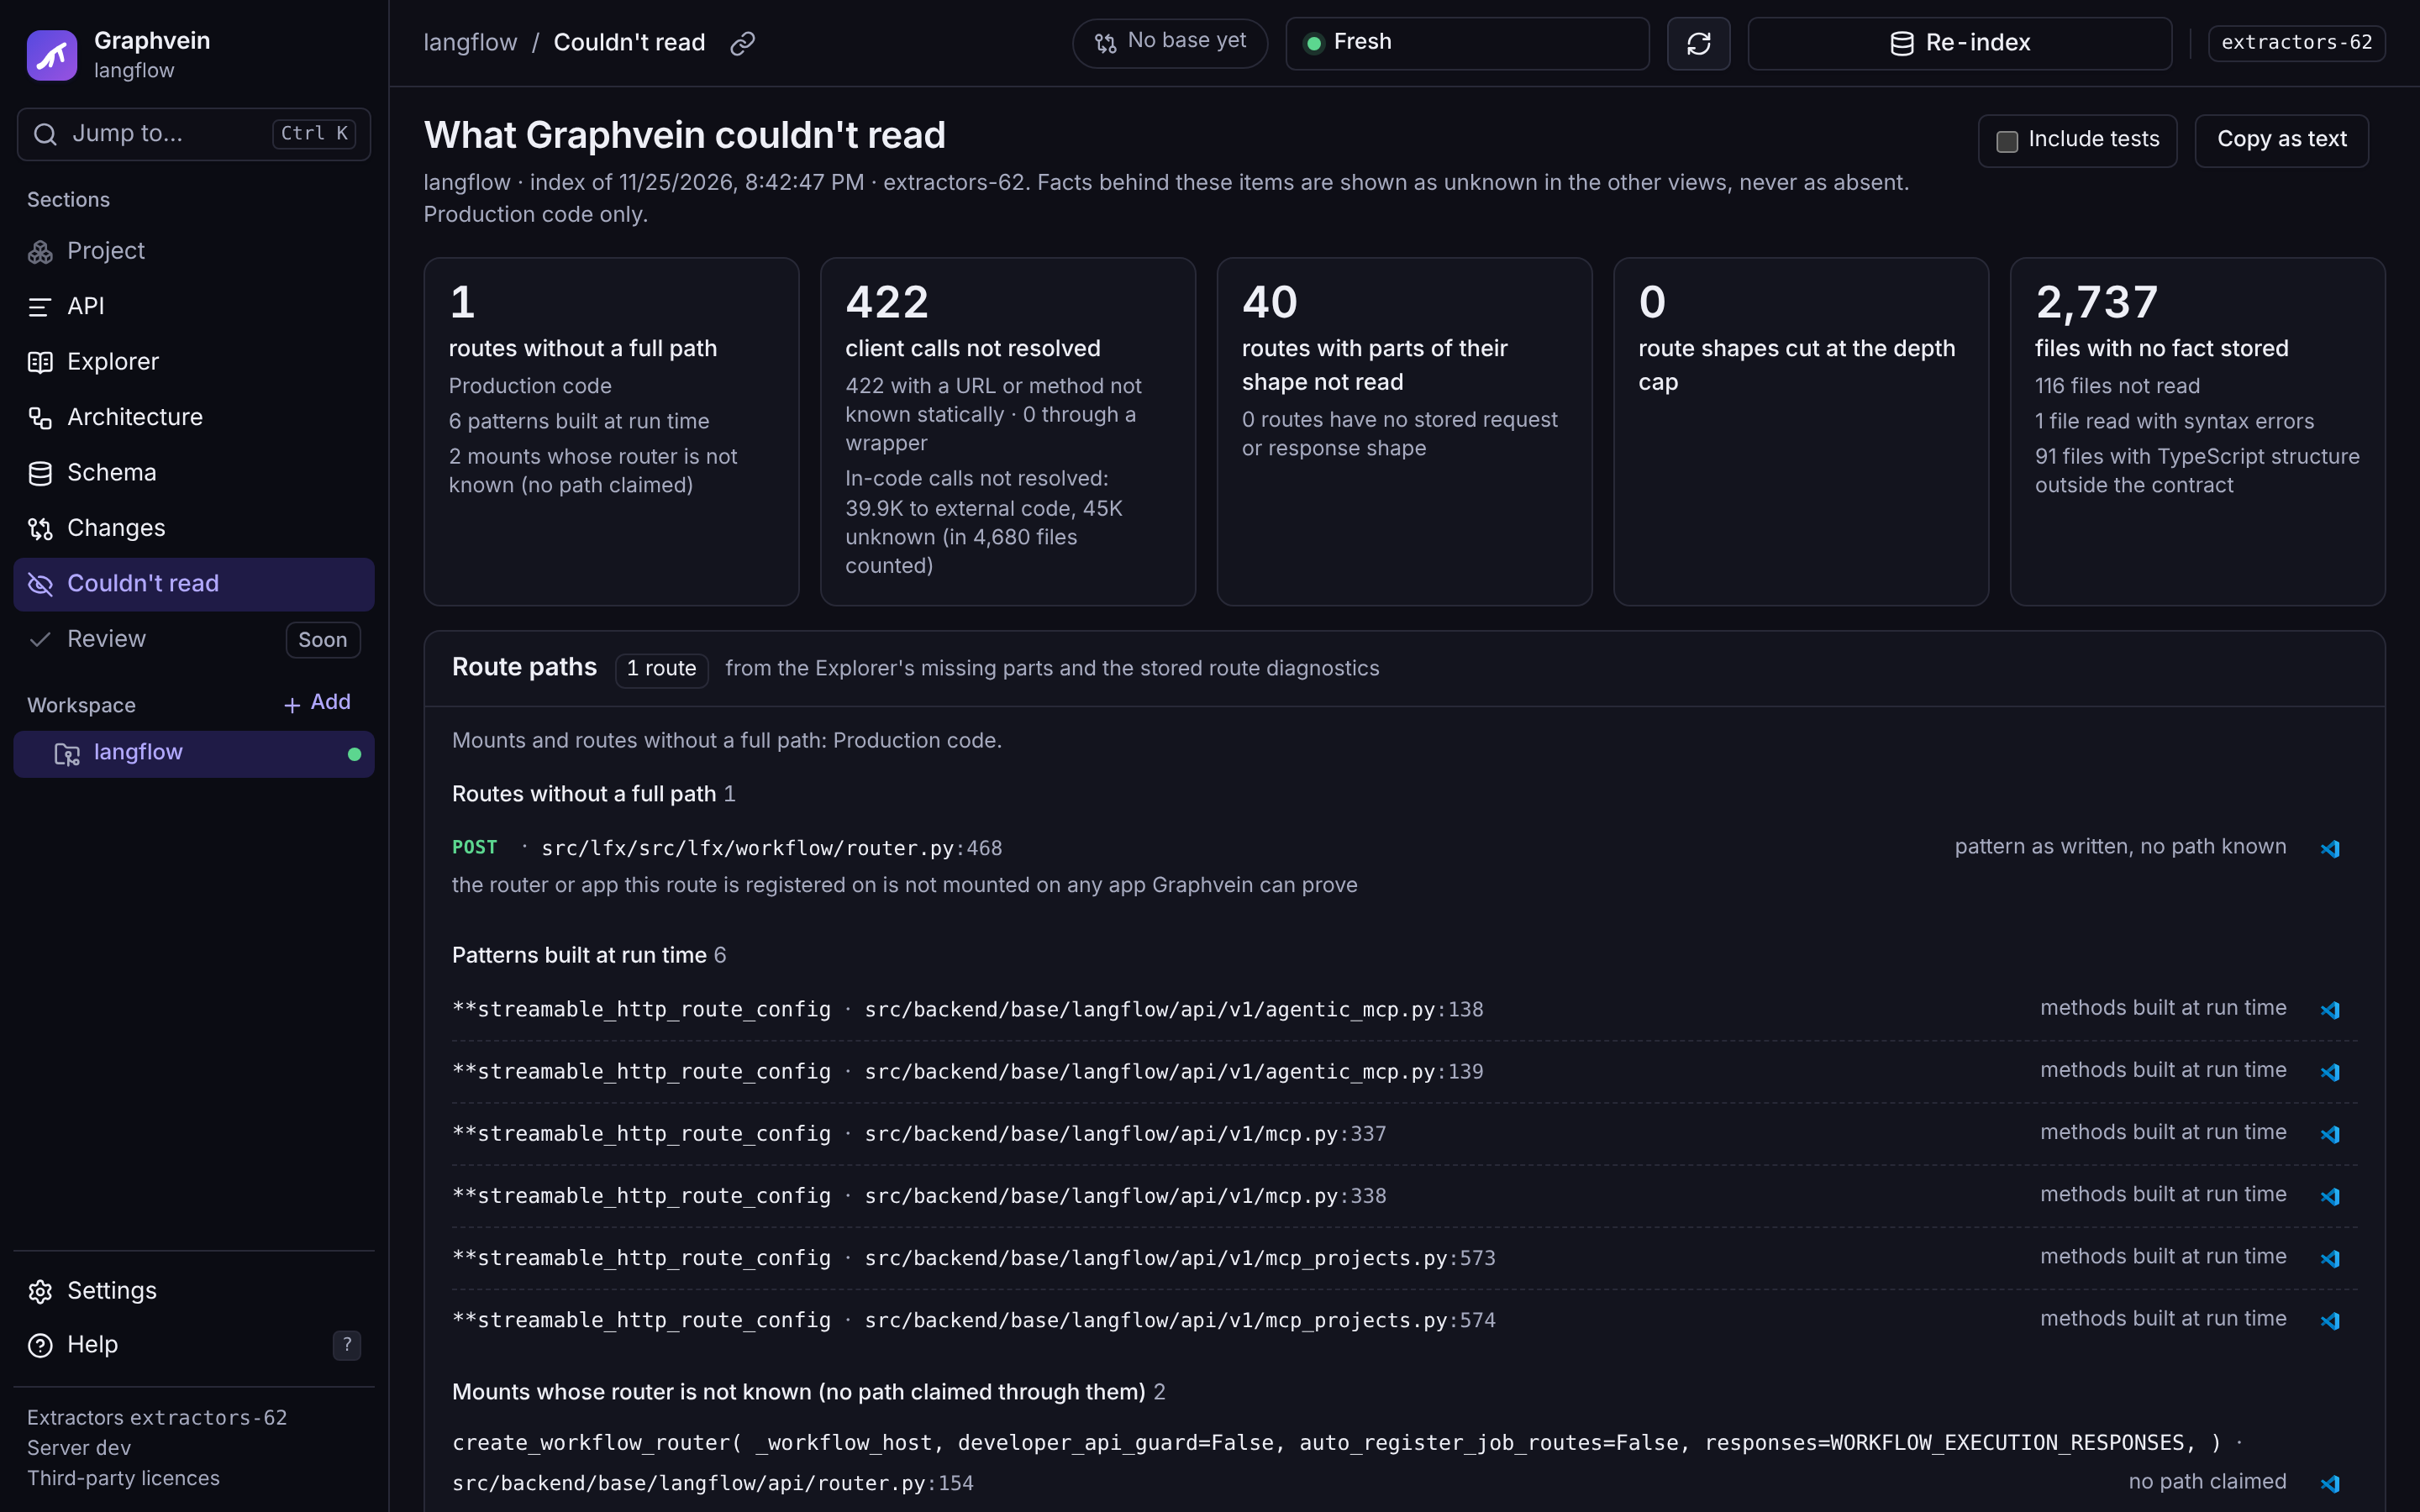 Graphvein
langflow
Jump to...
Ctrl K
Sections
Project
API
Explorer
Architecture
Schema
Changes
Couldn't read
Review
Soon
Workspace
+ Add
langflow
Settings
Help
?
Extractors extractors-62
Server dev
Third-party licences
langflow / Couldn't read
No base yet
Fresh
Re-index
extractors-62
What Graphvein couldn't read
Include tests
Copy as text
langflow · index of 11/25/2026, 8:42:47 PM · extractors-62. Facts behind these items are shown as unknown in the other views, never as absent.
Production code only.
1
routes without a full path
Production code
6 patterns built at run time
2 mounts whose router is not
known (no path claimed)
422
client calls not resolved
422 with a URL or method not
known statically · 0 through a
wrapper
In-code calls not resolved:
39.9K to external code, 45K
unknown (in 4,680 files
counted)
40
routes with parts of their
shape not read
0 routes have no stored request
or response shape
0
route shapes cut at the depth
cap
2,737
files with no fact stored
116 files not read
1 file read with syntax errors
91 files with TypeScript structure
outside the contract
Route paths 1 route from the Explorer's missing parts and the stored route diagnostics
Mounts and routes without a full path: Production code.
Routes without a full path 1
POST · src/lfx/src/lfx/workflow/router.py:468 pattern as written, no path known
the router or app this route is registered on is not mounted on any app Graphvein can prove
Patterns built at run time 6
**streamable_http_route_config · src/backend/base/langflow/api/v1/agentic_mcp.py:138 methods built at run time
**streamable_http_route_config · src/backend/base/langflow/api/v1/agentic_mcp.py:139 methods built at run time
**streamable_http_route_config · src/backend/base/langflow/api/v1/mcp.py:337 methods built at run time
**streamable_http_route_config · src/backend/base/langflow/api/v1/mcp.py:338 methods built at run time
**streamable_http_route_config · src/backend/base/langflow/api/v1/mcp_projects.py:573 methods built at run time
**streamable_http_route_config · src/backend/base/langflow/api/v1/mcp_projects.py:574 methods built at run time
Mounts whose router is not known (no path claimed through them) 2
create_workflow_router( _workflow_host, developer_api_guard=False, auto_register_job_routes=False, responses=WORKFLOW_EXECUTION_RESPONSES, ) ·
src/backend/base/langflow/api/router.py:154 no path claimed